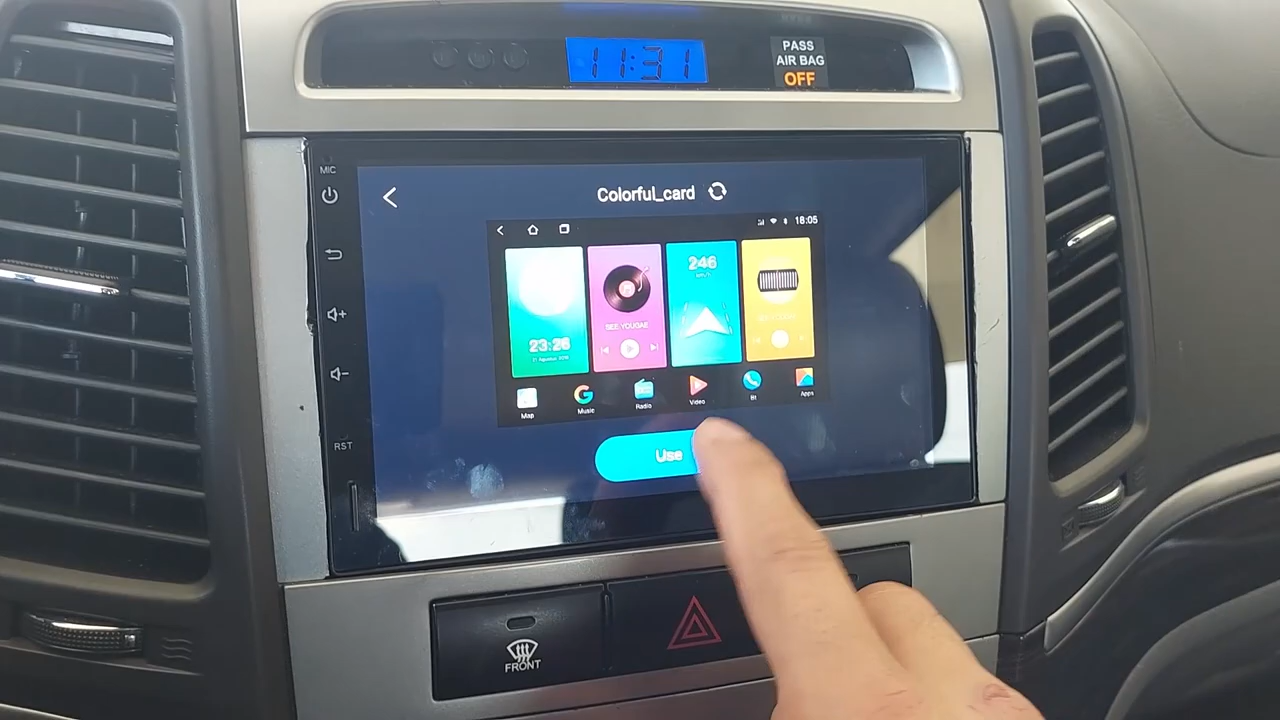 11:31
PASS
AIR BAG
OFF
MIC
Colorful_card
18:05
246
KM/H
23:26
SEE YOUGAE
Map
Music
Radio
Video
Bt
Apps
Use
RST
FRONT